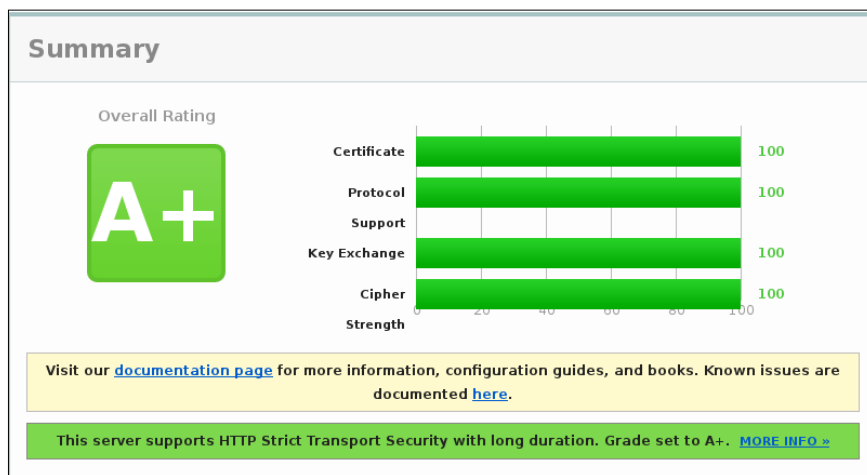 Summary
Overall Rating
A+
Certificate 100
Protocol 100
Support
Key Exchange 100
Cipher 100
Strength
0 20 40 60 80 100
Visit our documentation page for more information, configuration guides, and books. Known issues are
documented here.
This server supports HTTP Strict Transport Security with long duration. Grade set to A+. MORE INFO »